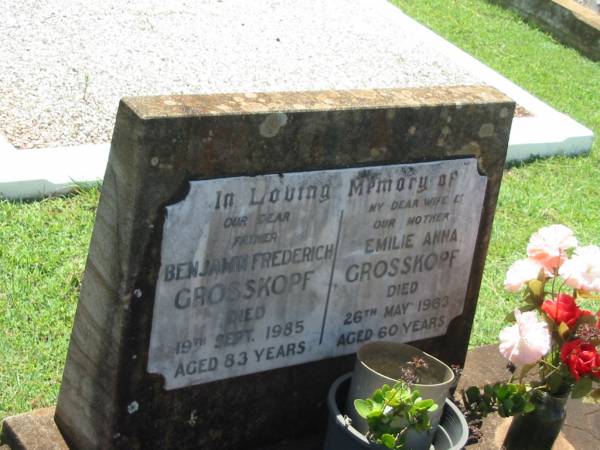 In Loving Memory of
OUR DEAR
FATHER
BENJAMIN FREDERICH
GROSSKOPF
DIED
19TH SEPT. 1985
AGED 83 YEARS
MY DEAR WIFE &
OUR MOTHER
EMILIE ANNA
GROSSKOPF
DIED
26TH MAY 1963
AGED 60 YEARS